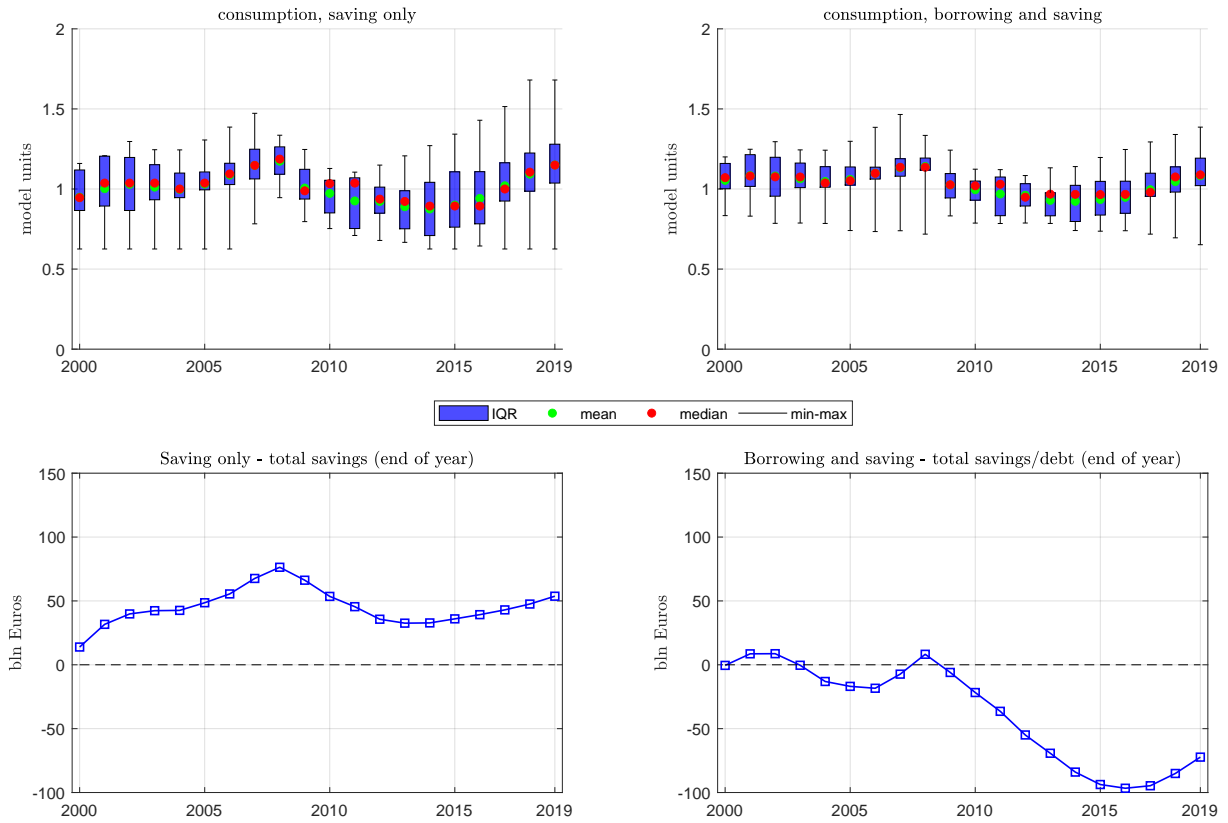 consumption, saving only
2
1.5
1
0.5
0
model units
2000 2005 2010 2015 2019
consumption, borrowing and saving
2
1.5
1
0.5
0
model units
2000 2005 2010 2015 2019
IQR mean median min-max
Saving only - total savings (end of year)
150
100
50
0
-50
-100
bln Euros
2000 2005 2010 2015 2019
Borrowing and saving - total savings/debt (end of year)
150
100
50
0
-50
-100
bln Euros
2000 2005 2010 2015 2019